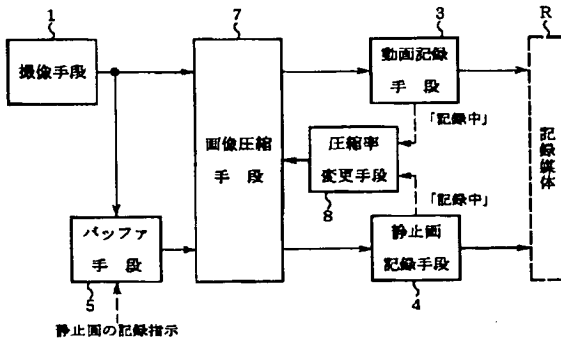 1
撮像手段
7
画像圧縮
手段
3
動画記録
手段
R
記録媒体
「記録中」
圧縮率
変更手段
8
「記録中」
バッファ
手段
5
静止画の記録指示
静止画
記録手段
4